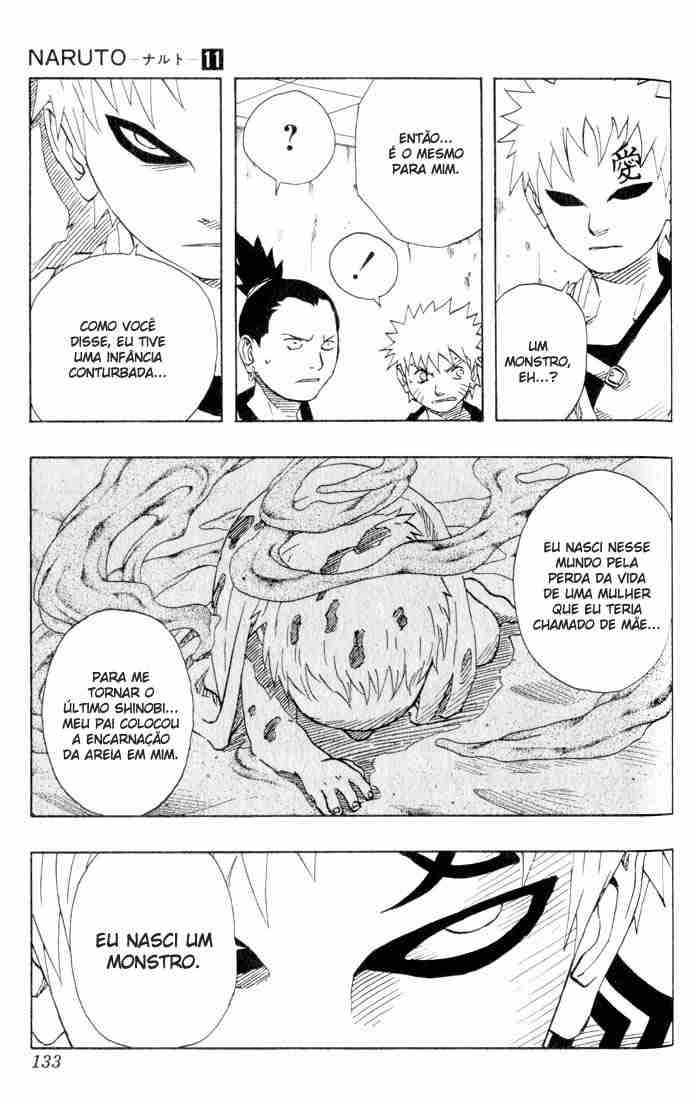 NARUTO —ナルト— 11
UM
MONSTRO,
EH...?
愛
ENTÃO...
É O MESMO
PARA MIM.
?
!
COMO VOCÊ
DISSE, EU TIVE
UMA INFÂNCIA
CONTURBADA...
EU NASCI NESSE
MUNDO PELA
PERDA DA VIDA
DE UMA MULHER
QUE EU TERIA
CHAMADO DE MÃE...
PARA ME
TORNAR O
ÚLTIMO SHINOBI...
MEU PAI COLOCOU
A ENCARNAÇÃO
DA AREIA EM MIM.
EU NASCI UM
MONSTRO.
133